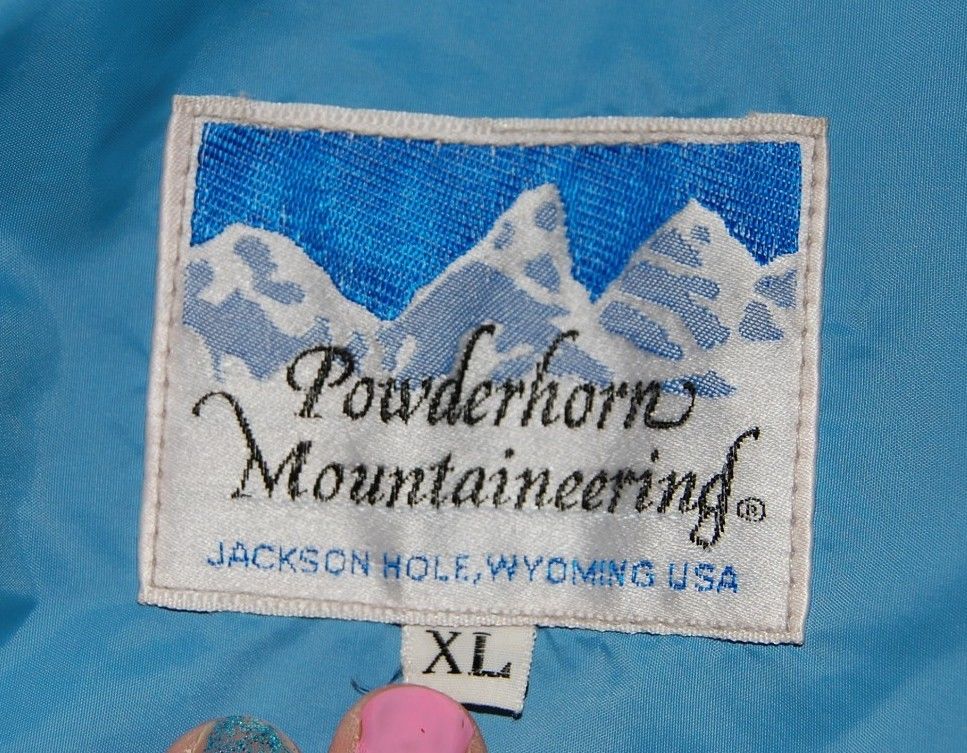 Powderhorn
Mountaineering®
JACKSON HOLE, WYOMING USA
XL